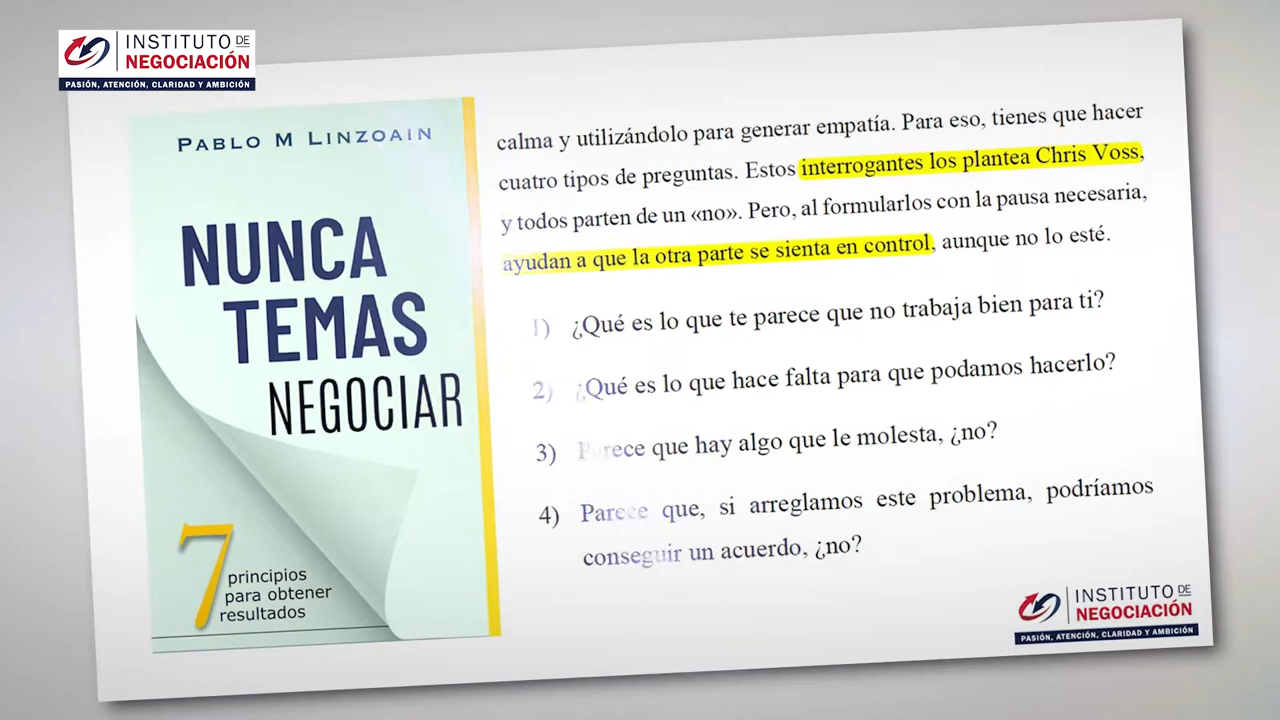 INSTITUTO DE
NEGOCIACIÓN
PASIÓN, ATENCIÓN, CLARIDAD Y AMBICIÓN
PABLO M LINZOAIN
NUNCA
TEMAS
NEGOCIAR
7
principios
para obtener
resultados
calma y utilizándolo para generar empatía. Para eso, tienes que hacer
cuatro tipos de preguntas. Estos interrogantes los plantea Chris Voss,
y todos parten de un «no». Pero, al formularlos con la pausa necesaria,
ayudan a que la otra parte se sienta en control, aunque no lo esté.
1) ¿Qué es lo que te parece que no trabaja bien para ti?
2) ¿Qué es lo que hace falta para que podamos hacerlo?
3) Parece que hay algo que le molesta, ¿no?
4) Parece que, si arreglamos este problema, podríamos
conseguir un acuerdo, ¿no?
INSTITUTO DE
NEGOCIACIÓN
PASIÓN, ATENCIÓN, CLARIDAD Y AMBICIÓN